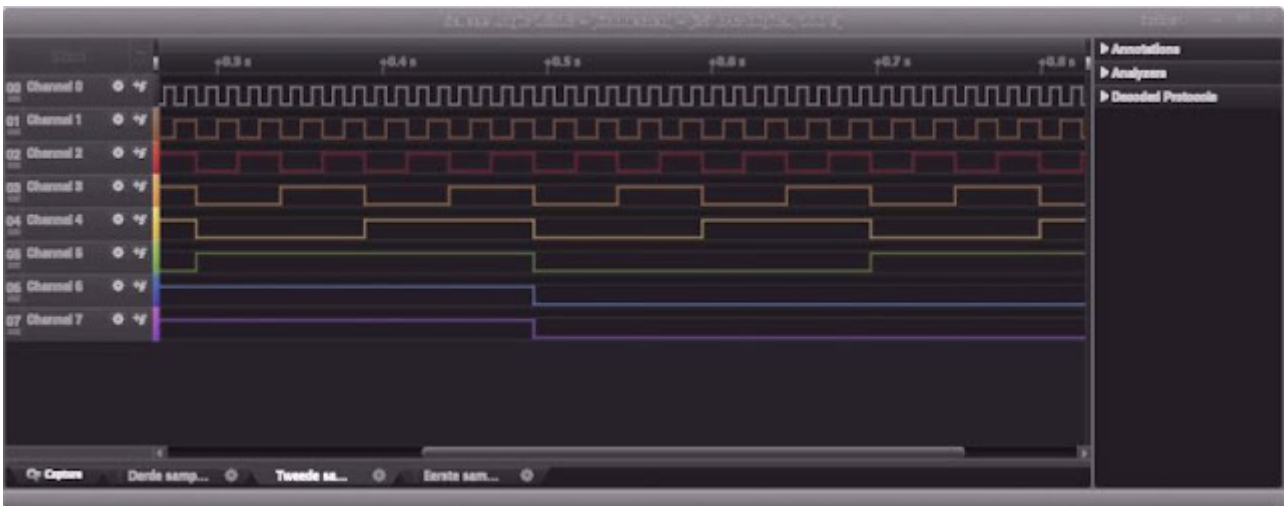 +0.3 s +0.4 s +0.5 s +0.6 s +0.7 s +0.8 s
Annotations
Analyzers
Decoded Protocols
00 Channel 0
01 Channel 1
02 Channel 2
03 Channel 3
04 Channel 4
05 Channel 5
06 Channel 6
07 Channel 7
Capture Derde samp... Tweede sa... Eerste sam...